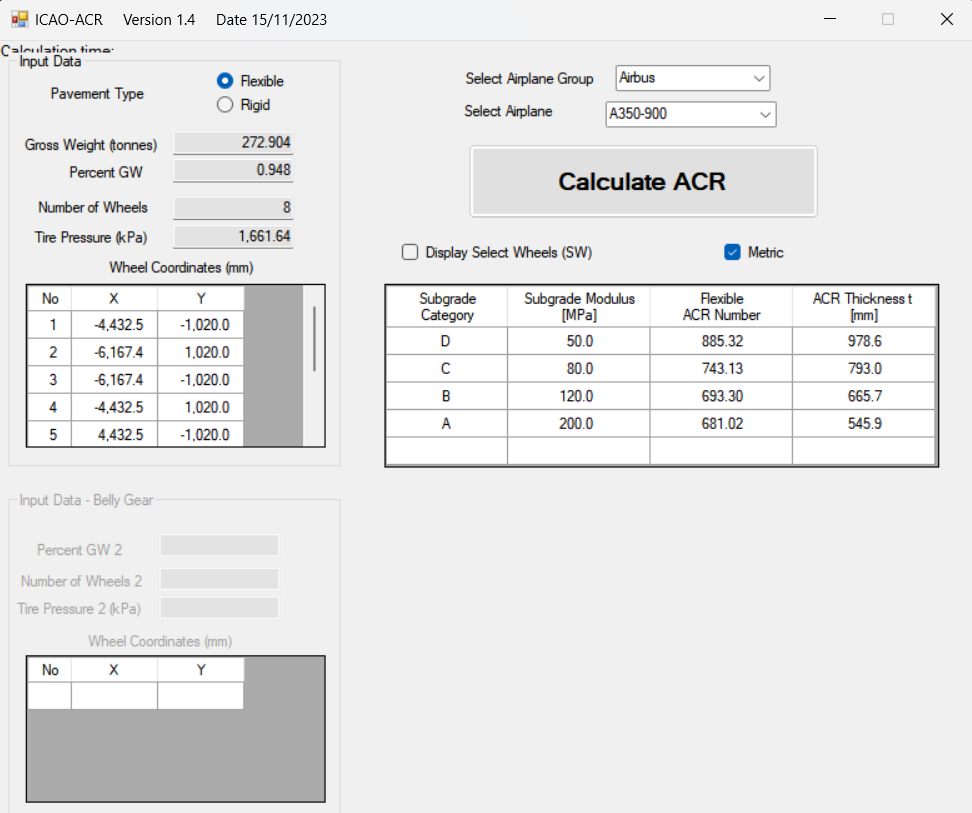 ICAO-ACR Version 1.4 Date 15/11/2023
Calculation time:
Input Data
Pavement Type
Flexible
Rigid
Gross Weight (tonnes) 272.904
Percent GW 0.948
Number of Wheels 8
Tire Pressure (kPa) 1,661.64
Wheel Coordinates (mm)
No X Y
1 -4,432.5 -1,020.0
2 -6,167.4 1,020.0
3 -6,167.4 -1,020.0
4 -4,432.5 1,020.0
5 4,432.5 -1,020.0
Select Airplane Group Airbus
Select Airplane A350-900
Calculate ACR
Display Select Wheels (SW) Metric
Subgrade Category Subgrade Modulus [MPa] Flexible ACR Number ACR Thickness t [mm]
D 50.0 885.32 978.6
C 80.0 743.13 793.0
B 120.0 693.30 665.7
A 200.0 681.02 545.9
Input Data - Belly Gear
Percent GW 2
Number of Wheels 2
Tire Pressure 2 (kPa)
Wheel Coordinates (mm)
No X Y